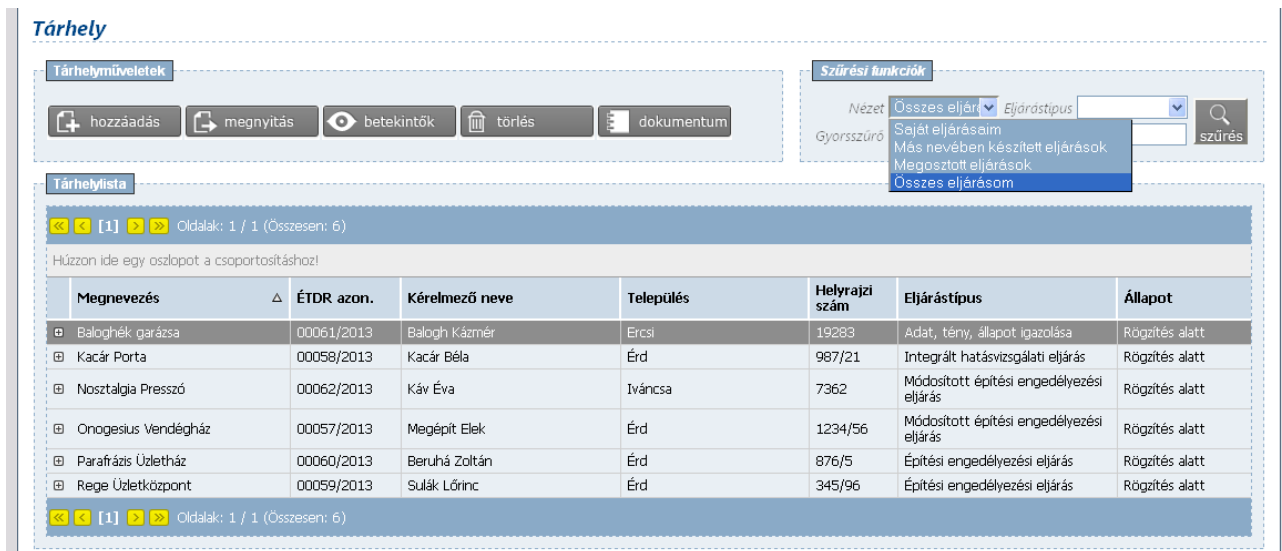 Tárhely
Tárhelyműveletek
hozzáadás megnyitás betekintők törlés dokumentum
Szűrési funkciók
Nézet Összes eljárá Eljárástípus
Gyorsszűrő
szűrés
Saját eljárásaim
Más nevében készített eljárások
Megosztott eljárások
Összes eljárásom
Tárhelylista
[1] Oldalak: 1 / 1 (Összesen: 6)
Húzzon ide egy oszlopot a csoportosításhoz!
Megnevezés ÉTDR azon. Kérelmező neve Település Helyrajzi szám Eljárástípus Állapot
Baloghék garázsa 00061/2013 Balogh Kázmér Ercsi 19283 Adat, tény, állapot igazolása Rögzítés alatt
Kacár Porta 00058/2013 Kacár Béla Érd 987/21 Integrált hatásvizsgálati eljárás Rögzítés alatt
Nosztalgia Presszó 00062/2013 Káv Éva Iváncsa 7362 Módosított építési engedélyezési eljárás Rögzítés alatt
Onogesius Vendégház 00057/2013 Megépít Elek Érd 1234/56 Módosított építési engedélyezési eljárás Rögzítés alatt
Parafrázis Üzletház 00060/2013 Beruhá Zoltán Érd 876/5 Építési engedélyezési eljárás Rögzítés alatt
Rege Üzletközpont 00059/2013 Sulák Lőrinc Érd 345/96 Építési engedélyezési eljárás Rögzítés alatt
[1] Oldalak: 1 / 1 (Összesen: 6)